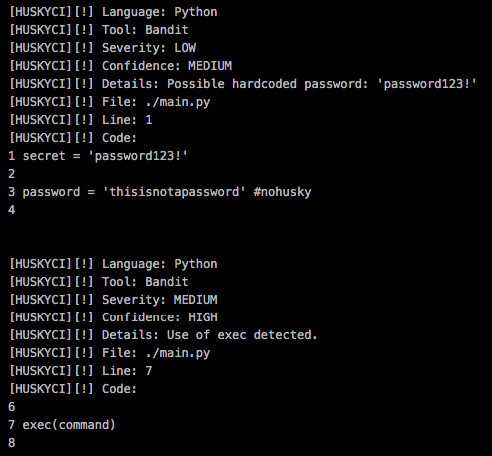 [HUSKYCI][!] Language: Python
[HUSKYCI][!] Tool: Bandit
[HUSKYCI][!] Severity: LOW
[HUSKYCI][!] Confidence: MEDIUM
[HUSKYCI][!] Details: Possible hardcoded password: 'password123!'
[HUSKYCI][!] File: ./main.py
[HUSKYCI][!] Line: 1
[HUSKYCI][!] Code:
1 secret = 'password123!'
2
3 password = 'thisisnotapassword' #nohusky
4
[HUSKYCI][!] Language: Python
[HUSKYCI][!] Tool: Bandit
[HUSKYCI][!] Severity: MEDIUM
[HUSKYCI][!] Confidence: HIGH
[HUSKYCI][!] Details: Use of exec detected.
[HUSKYCI][!] File: ./main.py
[HUSKYCI][!] Line: 7
[HUSKYCI][!] Code:
6
7 exec(command)
8